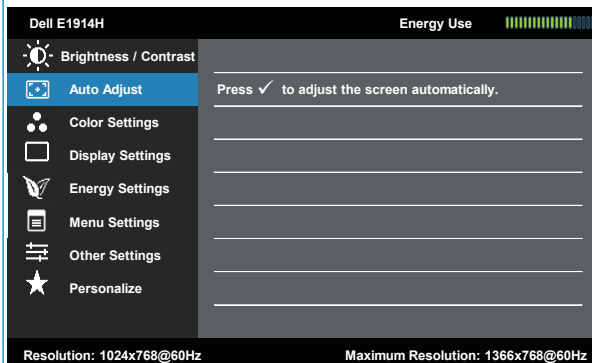 Dell E1914H Energy Use
Brightness / Contrast
Auto Adjust Press ✓ to adjust the screen automatically.
Color Settings
Display Settings
Energy Settings
Menu Settings
Other Settings
Personalize
Resolution: 1024x768@60Hz Maximum Resolution: 1366x768@60Hz